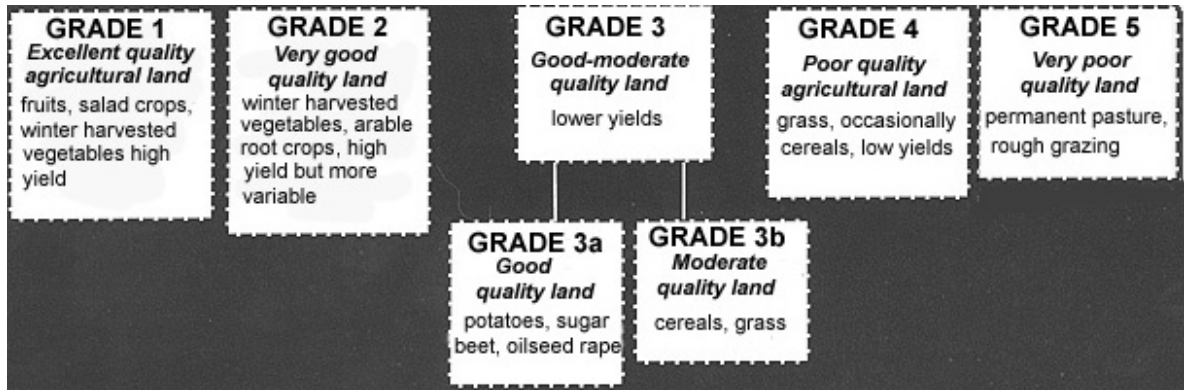 GRADE 1
Excellent quality
agricultural land
fruits, salad crops,
winter harvested
vegetables high
yield
GRADE 2
Very good
quality land
winter harvested
vegetables, arable
root crops, high
yield but more
variable
GRADE 3
Good-moderate
quality land
lower yields
GRADE 3a
Good
quality land
potatoes, sugar
beet, oilseed rape
GRADE 3b
Moderate
quality land
cereals, grass
GRADE 4
Poor quality
agricultural land
grass, occasionally
cereals, low yields
GRADE 5
Very poor
quality land
permanent pasture,
rough grazing